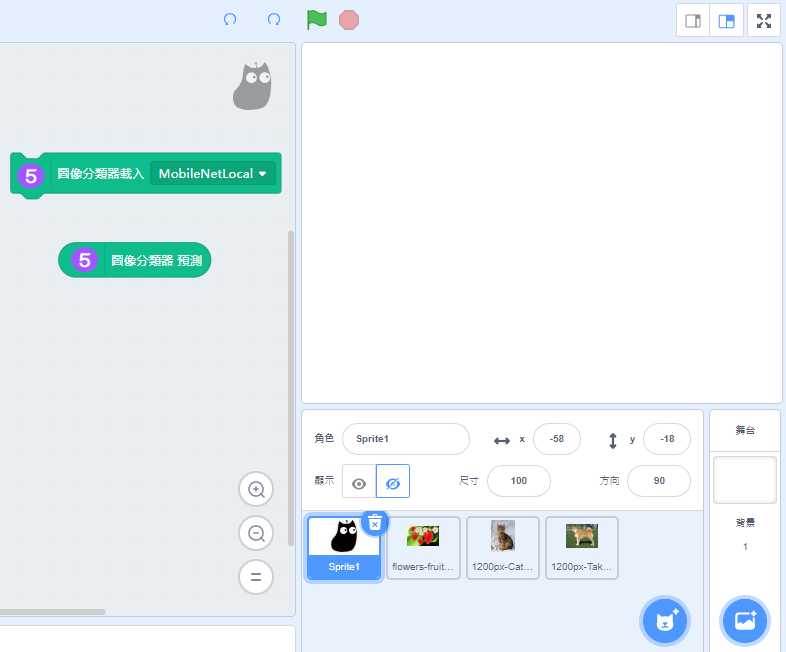 5 圖像分類器載入 MobileNetLocal
5 圖像分類器 預測
角色 Sprite1 x -58 y -18
顯示 尺寸 100 方向 90
Sprite1 flowers-fruit... 1200px-Cat... 1200px-Tak...
舞台
背景
1